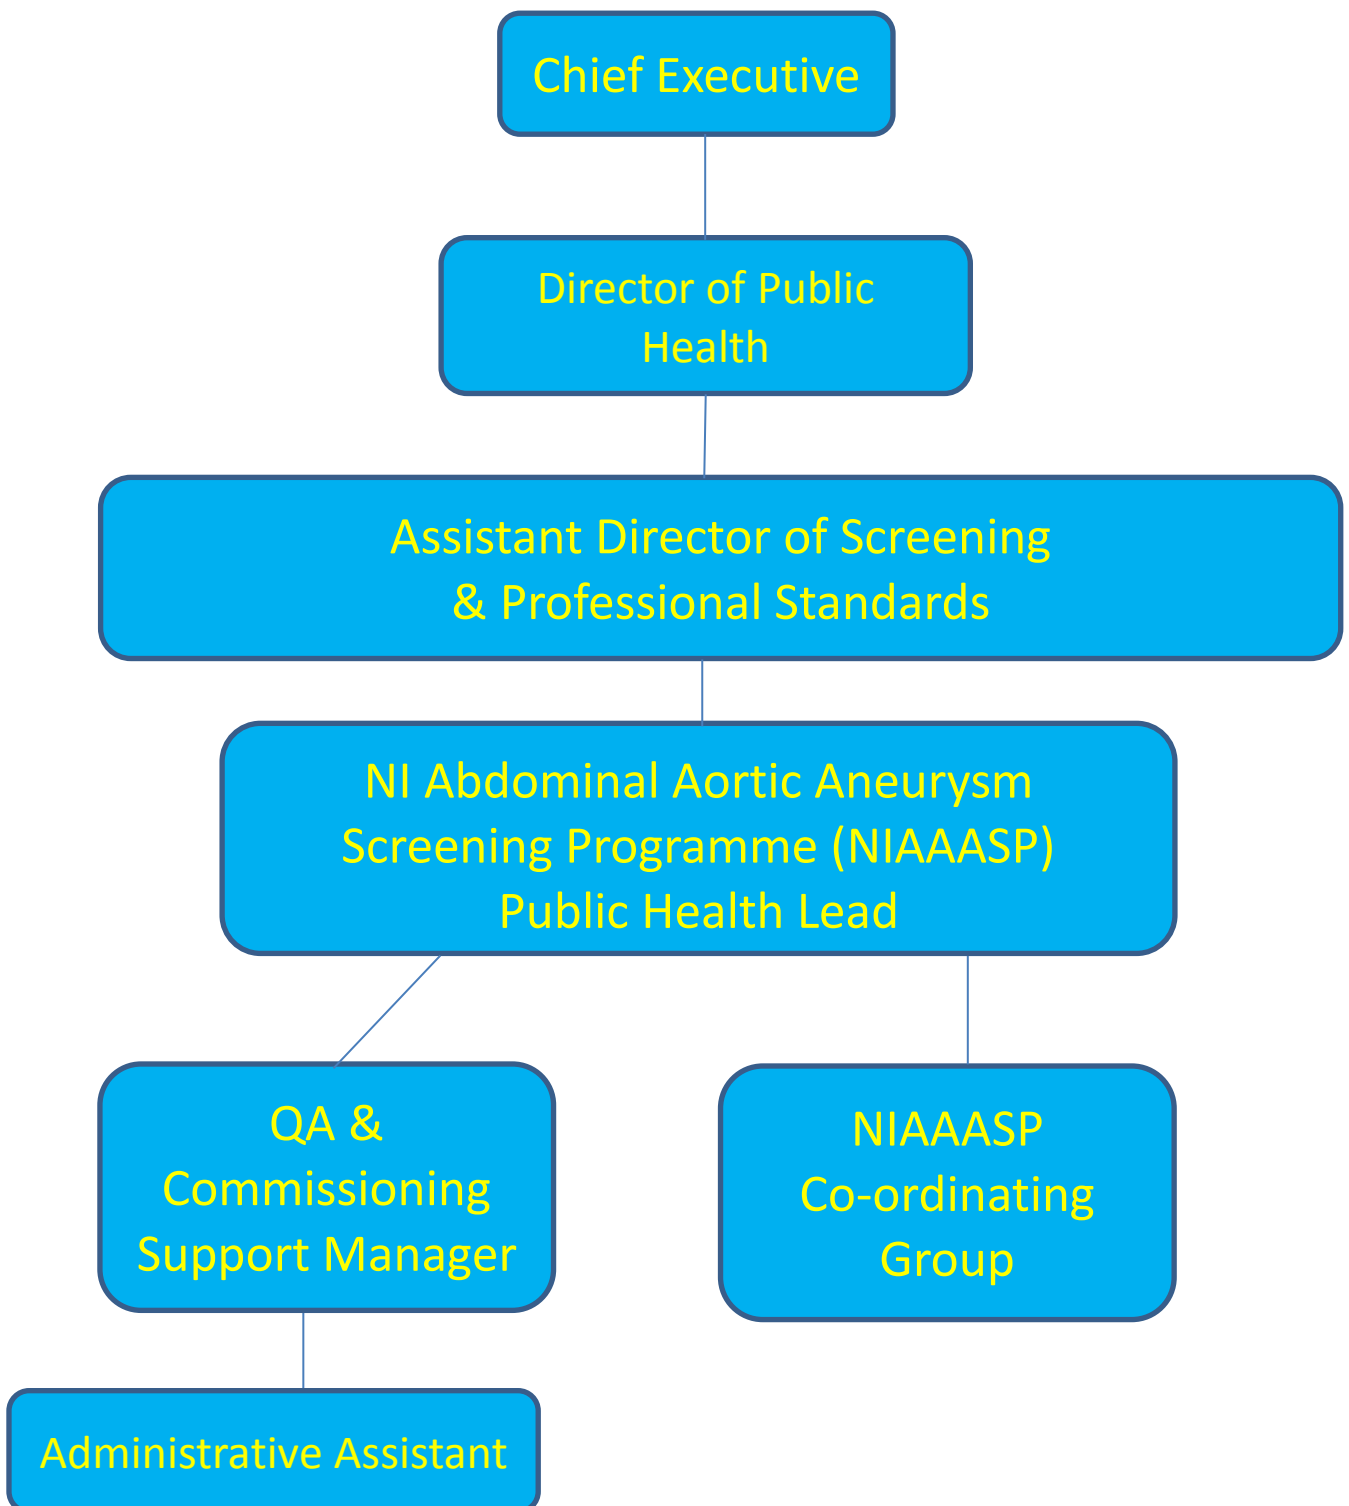 Chief Executive
Director of Public
Health
Assistant Director of Screening
& Professional Standards
NI Abdominal Aortic Aneurysm
Screening Programme (NIAAASP)
Public Health Lead
QA &
Commissioning
Support Manager
NIAAASP
Co-ordinating
Group
Administrative Assistant